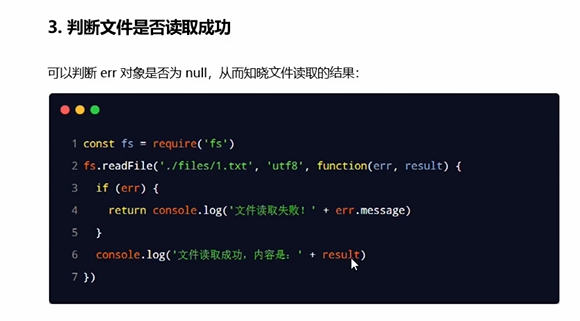 3. 判断文件是否读取成功
可以判断 err 对象是否为 null，从而知晓文件读取的结果：
1 const fs = require('fs')
2 fs.readFile('./files/1.txt', 'utf8', function(err, result) {
3   if (err) {
4     return console.log('文件读取失败！' + err.message)
5   }
6   console.log('文件读取成功，内容是：' + result)
7 })